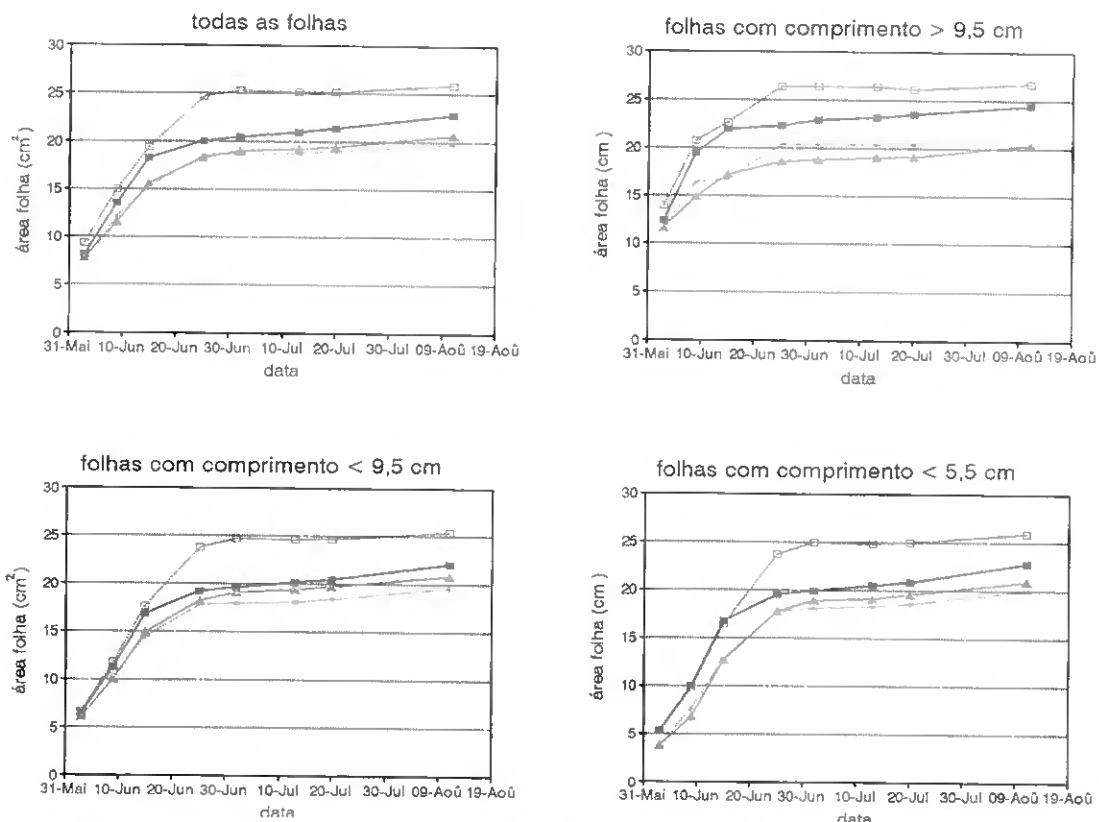 todas as folhas
30
25
20
15
10
5
0
área folha (cm²)
31-Mai 10-Jun 20-Jun 30-Jun 10-Jul 20-Jul 30-Jul 09-Aoû 19-Aoû
data
folhas com comprimento > 9,5 cm
30
25
20
15
10
5
0
área folha (cm)
31-Mai 10-Jun 20-Jun 30-Jun 10-Jul 20-Jul 30-Jul 09-Aoû 19-Aoû
data
folhas com comprimento < 9,5 cm
30
25
20
15
10
5
0
área folha (cm²)
31-Mai 10-Jun 20-Jun 30-Jun 10-Jul 20-Jul 30-Jul 09-Aoû 19-Aoû
data
folhas com comprimento < 5,5 cm
30
25
20
15
10
5
0
área folha (cm)
31-Mai 10-Jun 20-Jun 30-Jun 10-Jul 20-Jul 30-Jul 09-Aoû 19-Aoû
data